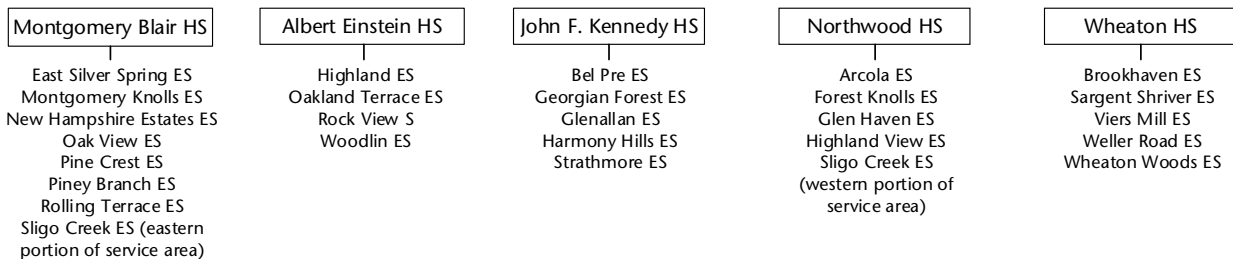 Montgomery Blair HS
East Silver Spring ES
Montgomery Knolls ES
New Hampshire Estates ES
Oak View ES
Pine Crest ES
Piney Branch ES
Rolling Terrace ES
Sligo Creek ES (eastern
portion of service area)
Albert Einstein HS
Highland ES
Oakland Terrace ES
Rock View S
Woodlin ES
John F. Kennedy HS
Bel Pre ES
Georgian Forest ES
Glenallan ES
Harmony Hills ES
Strathmore ES
Northwood HS
Arcola ES
Forest Knolls ES
Glen Haven ES
Highland View ES
Sligo Creek ES
(western portion of
service area)
Wheaton HS
Brookhaven ES
Sargent Shriver ES
Viers Mill ES
Weller Road ES
Wheaton Woods ES